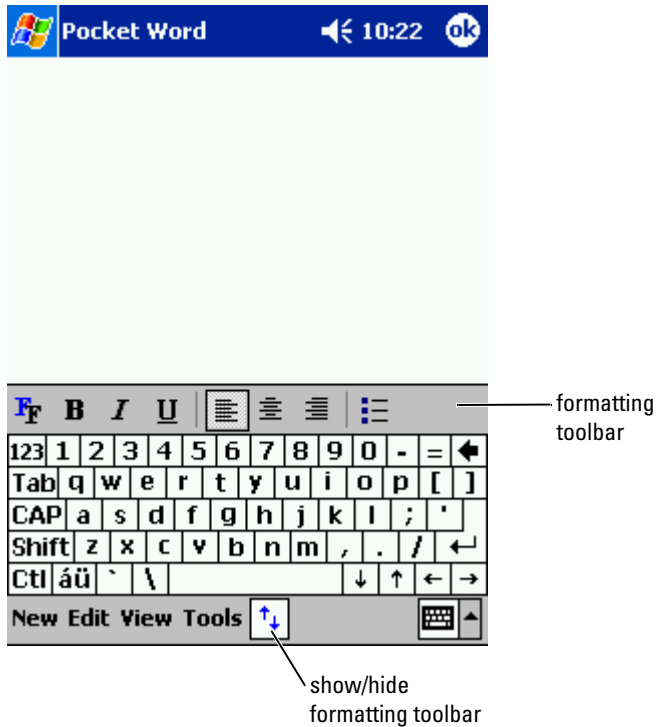 Pocket Word 10:22 ok
FF B I U
formatting
toolbar
123 1 2 3 4 5 6 7 8 9 0 - =
Tab q w e r t y u i o p [ ]
CAP a s d f g h j k l ; '
Shift z x c v b n m , . / ↵
Ctl áü ` \ ↓ ↑ ← →
New Edit View Tools
show/hide
formatting toolbar